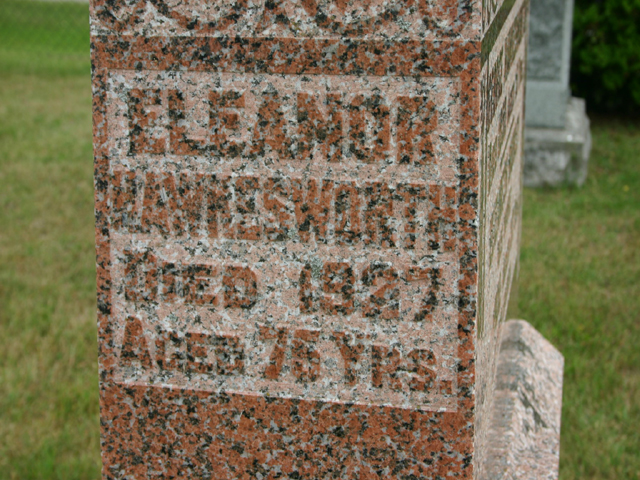 ELEANOR
HAWKESWORTH
DIED 1927
AGED 75 YRS.